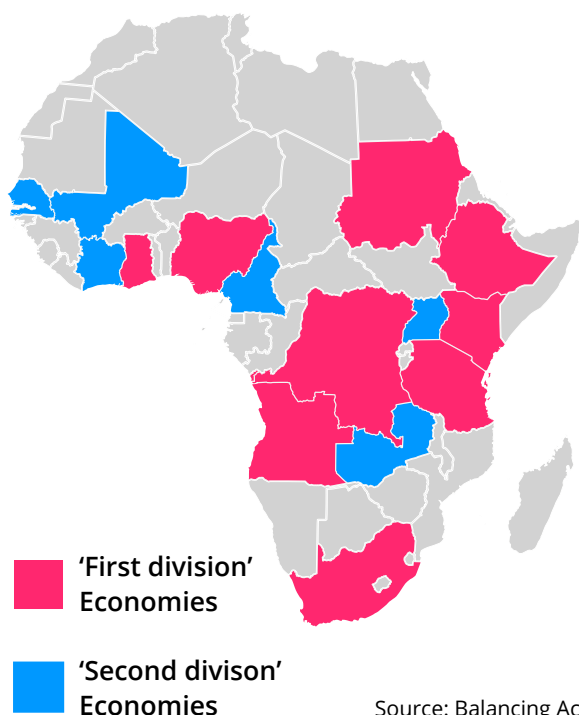 ‘First division’
Economies
‘Second divison’
Economies
Source: Balancing Ac